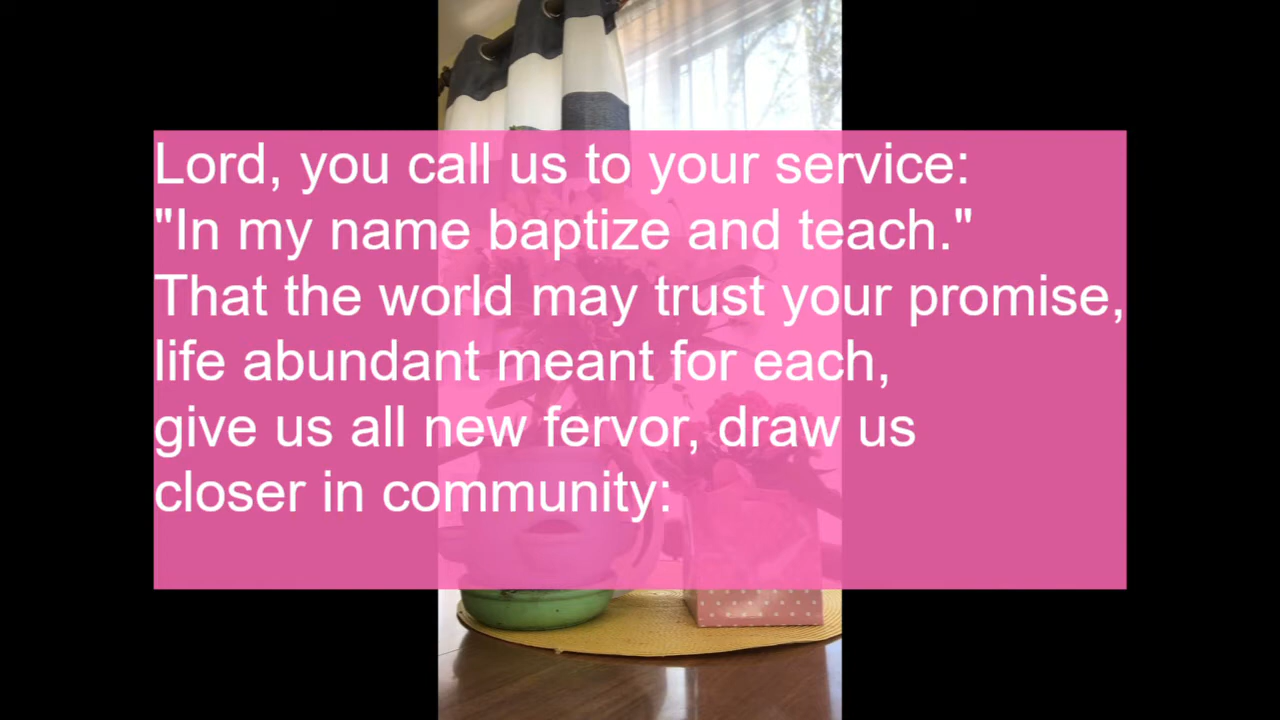 Lord, you call us to your service:
"In my name baptize and teach."
That the world may trust your promise,
life abundant meant for each,
give us all new fervor, draw us
closer in community: